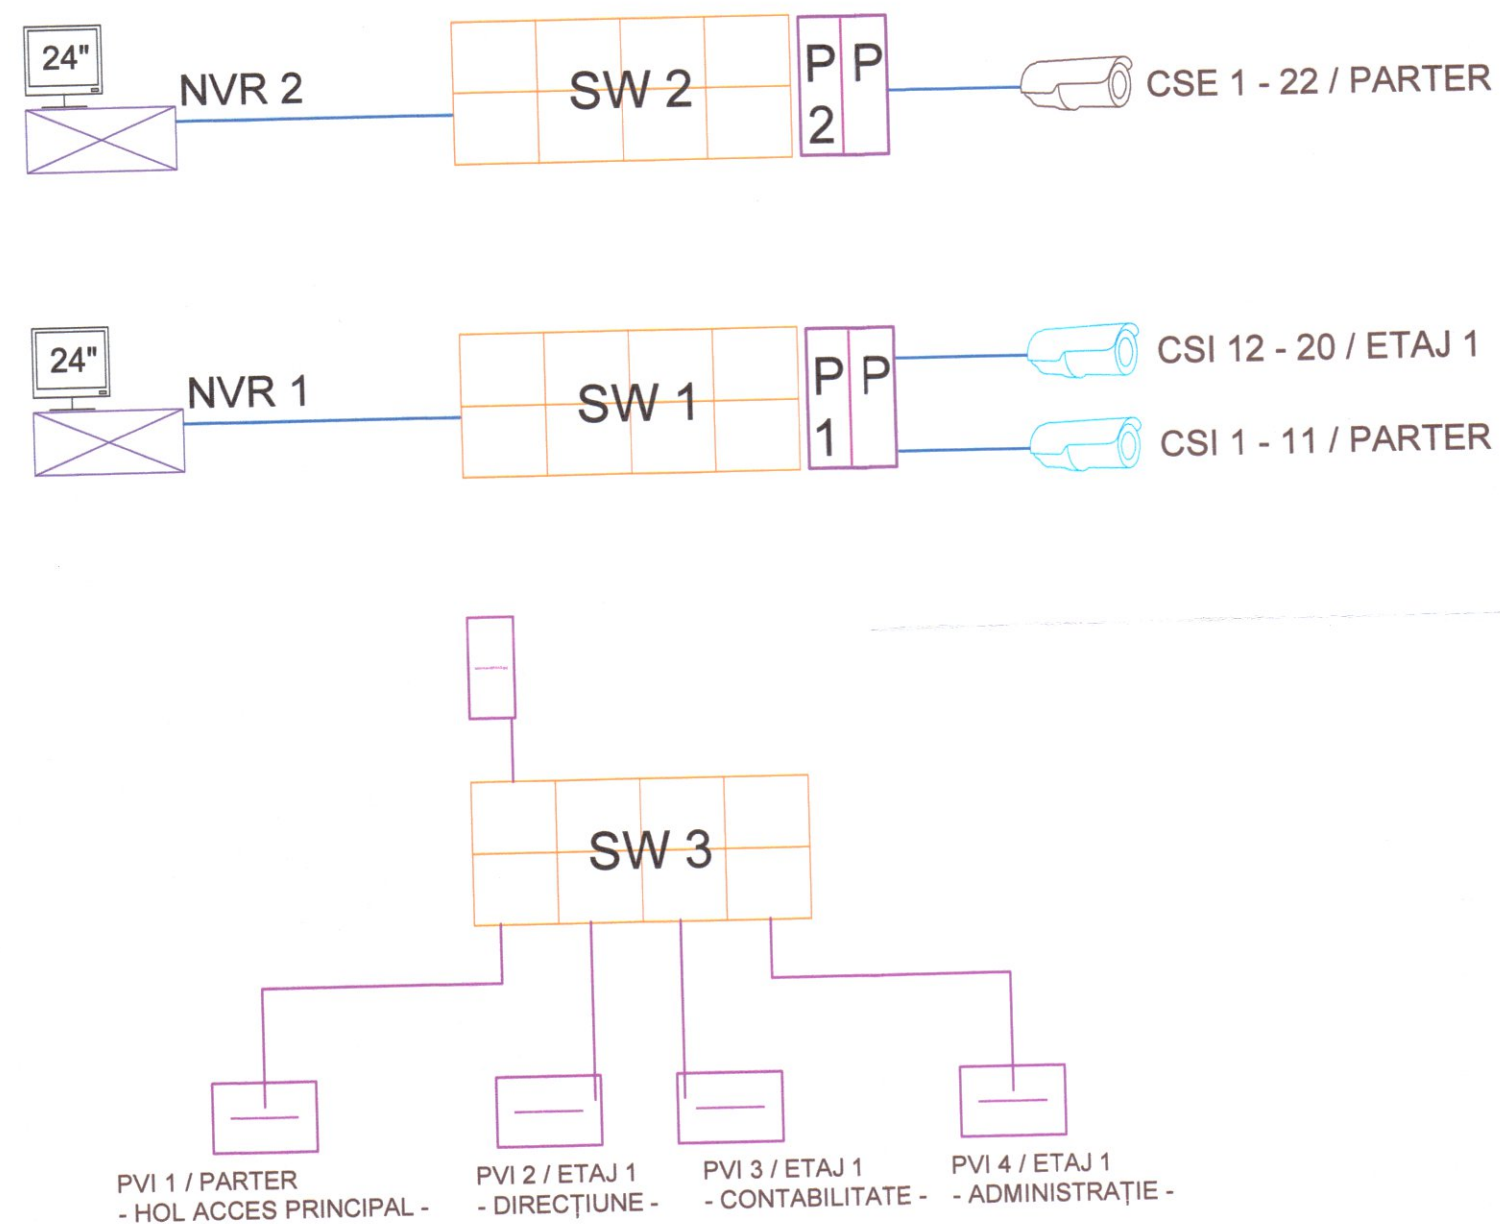 24"
NVR 2
SW 2
P P
2
CSE 1 - 22 / PARTER
24"
NVR 1
SW 1
P P
1
CSI 12 - 20 / ETAJ 1
CSI 1 - 11 / PARTER
SW 3
PVI 1 / PARTER
- HOL ACCES PRINCIPAL -
PVI 2 / ETAJ 1
- DIRECȚIUNE -
PVI 3 / ETAJ 1
- CONTABILITATE -
PVI 4 / ETAJ 1
- ADMINISTRAȚIE -